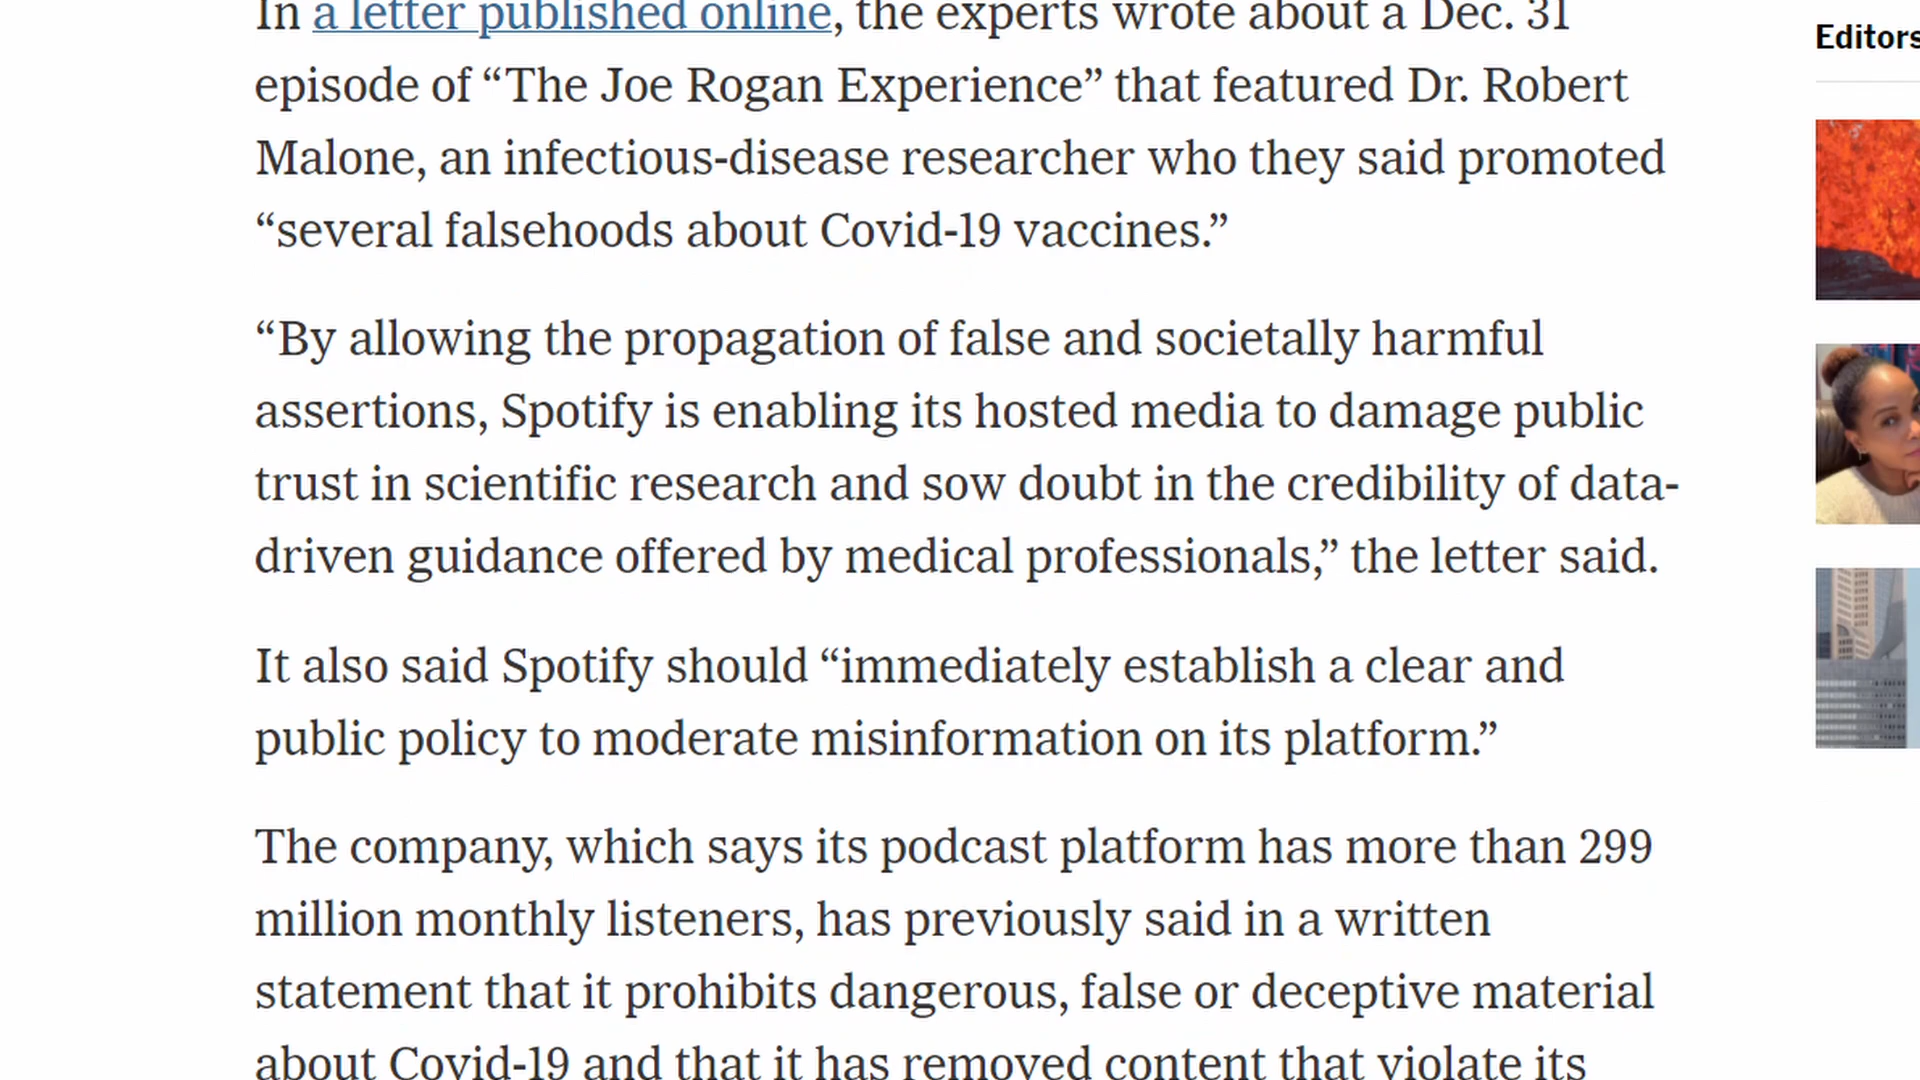 In a letter published online, the experts wrote about a Dec. 31
episode of “The Joe Rogan Experience” that featured Dr. Robert
Malone, an infectious-disease researcher who they said promoted
“several falsehoods about Covid-19 vaccines.”
“By allowing the propagation of false and societally harmful
assertions, Spotify is enabling its hosted media to damage public
trust in scientific research and sow doubt in the credibility of data-
driven guidance offered by medical professionals,” the letter said.
It also said Spotify should “immediately establish a clear and
public policy to moderate misinformation on its platform.”
The company, which says its podcast platform has more than 299
million monthly listeners, has previously said in a written
statement that it prohibits dangerous, false or deceptive material
about Covid-19 and that it has removed content that violate its
Editors